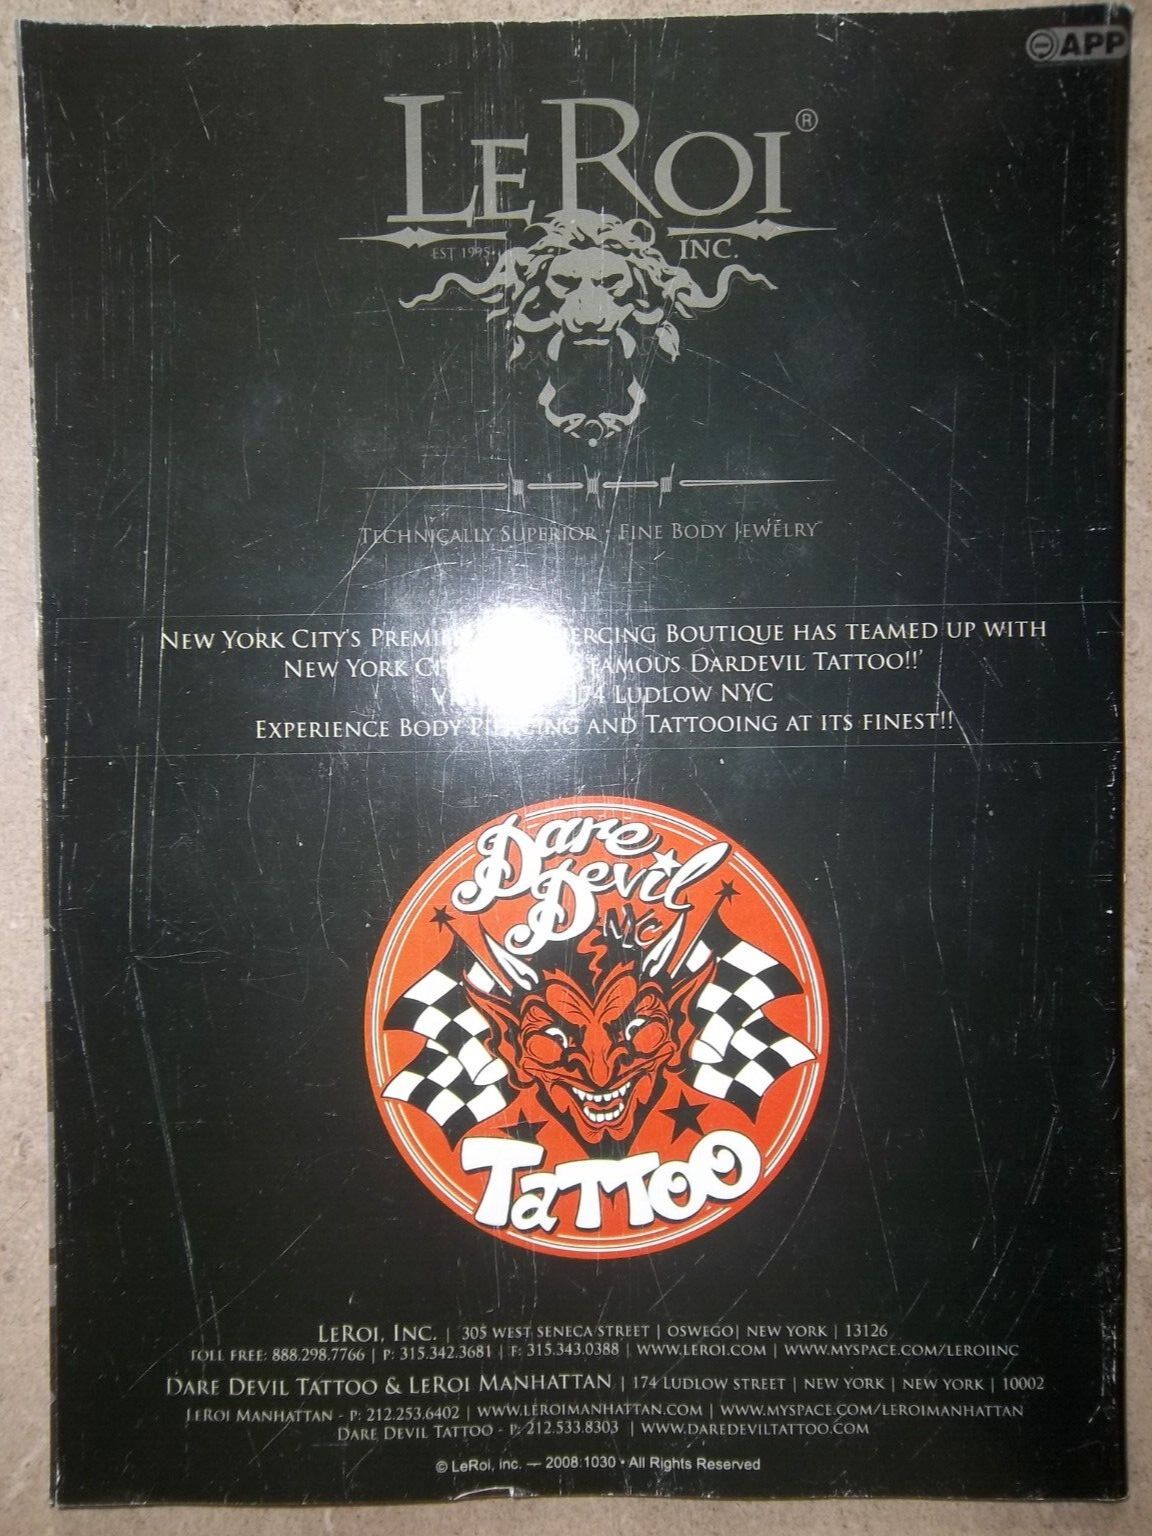 APP
LEROI®
EST 1995
INC.
TECHNICALLY SUPERIOR · FINE BODY JEWELRY
NEW YORK CITY'S PIERCING BOUTIQUE HAS TEAMED UP WITH
NEW YORK FAMOUS DARDEVIL TATTOO!!'
174 LUDLOW NYC
EXPERIENCE BODY PIERCING AND TATTOOING AT ITS FINEST!!
Dare
Devil
NYC
TaTTOO
LEROI, INC. | 305 WEST SENECA STREET | OSWEGO| NEW YORK | 13126
TOLL FREE: 888.298.7766 | P: 315.342.3681 | F: 315.343.0388 | WWW.LEROI.COM | WWW.MYSPACE.COM/LEROIINC
DARE DEVIL TATTOO & LEROI MANHATTAN | 174 LUDLOW STREET | NEW YORK | NEW YORK | 10002
LEROI MANHATTAN - P: 212.253.6402 | WWW.LEROIMANHATTAN.COM | WWW.MYSPACE.COM/LEROIMANHATTAN
DARE DEVIL TATTOO - P: 212.533.8303 | WWW.DAREDEVILTATTOO.COM
© LeRoi, inc. — 2008:1030 • All Rights Reserved